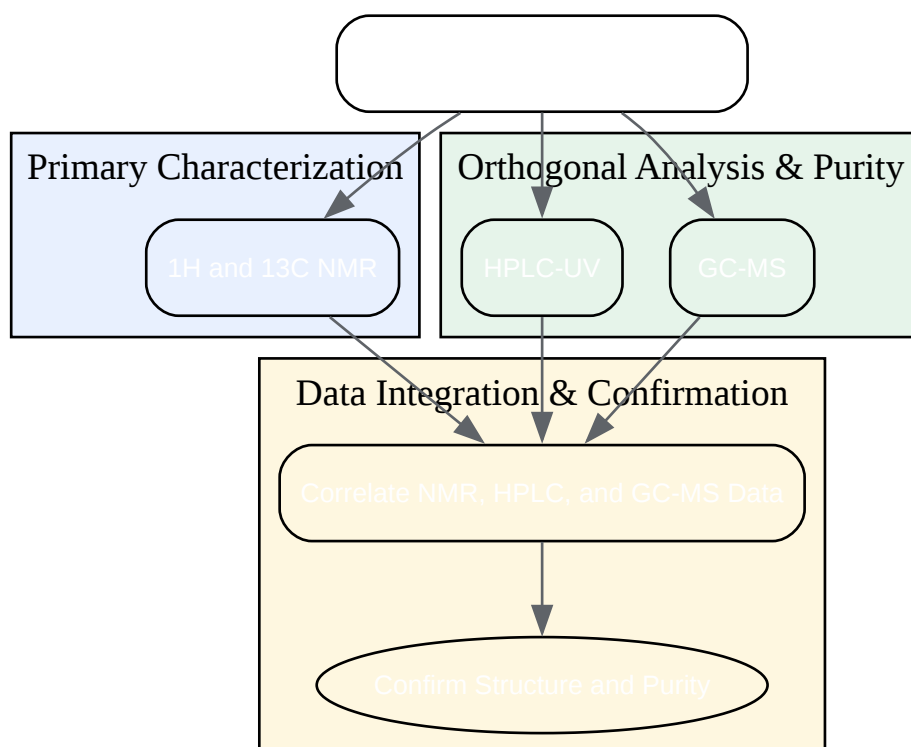 Primary Characterization
Orthogonal Analysis & Purity
1H and 13C NMR
HPLC-UV
GC-MS
Data Integration & Confirmation
Correlate NMR, HPLC, and GC-MS Data
Confirm Structure and Purity